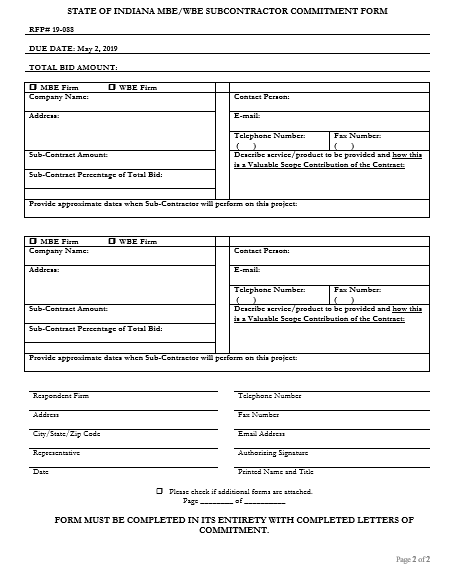 STATE OF INDIANA MBE/WBE SUBCONTRACTOR COMMITMENT FORM
RFP# 19-088
DUE DATE: May 2, 2019
TOTAL BID AMOUNT:
MBE Firm WBE Firm
Company Name: Contact Person:
Address: E-mail:
Telephone Number: Fax Number:
( ) ( )
Sub-Contract Amount: Describe service/product to be provided and how this
is a Valuable Scope Contribution of the Contract:
Sub-Contract Percentage of Total Bid:
Provide approximate dates when Sub-Contractor will perform on this project:
MBE Firm WBE Firm
Company Name: Contact Person:
Address: E-mail:
Telephone Number: Fax Number:
( ) ( )
Sub-Contract Amount: Describe service/product to be provided and how this
is a Valuable Scope Contribution of the Contract:
Sub-Contract Percentage of Total Bid:
Provide approximate dates when Sub-Contractor will perform on this project:
Respondent Firm Telephone Number
Address Fax Number
City/State/Zip Code Email Address
Representative Authorizing Signature
Date Printed Name and Title
Please check if additional forms are attached.
Page ________ of __________
FORM MUST BE COMPLETED IN ITS ENTIRETY WITH COMPLETED LETTERS OF
COMMITMENT.
Page 2 of 2